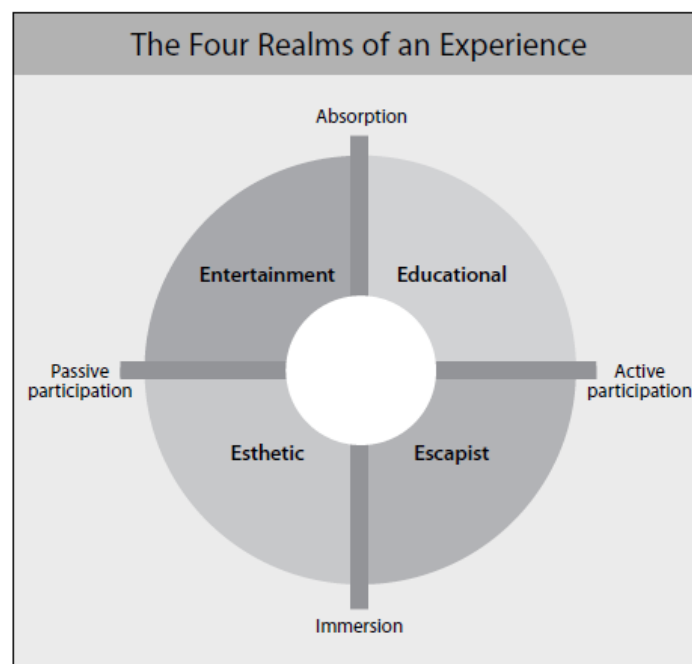 The Four Realms of an Experience
Absorption
Entertainment
Educational
Passive
participation
Active
participation
Esthetic
Escapist
Immersion